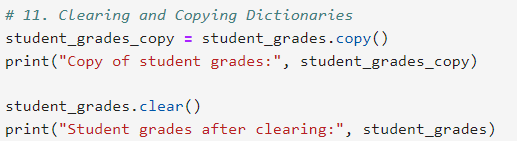 # 11. Clearing and Copying Dictionaries
student_grades_copy = student_grades.copy()
print("Copy of student grades:", student_grades_copy)
student_grades.clear()
print("Student grades after clearing:", student_grades)